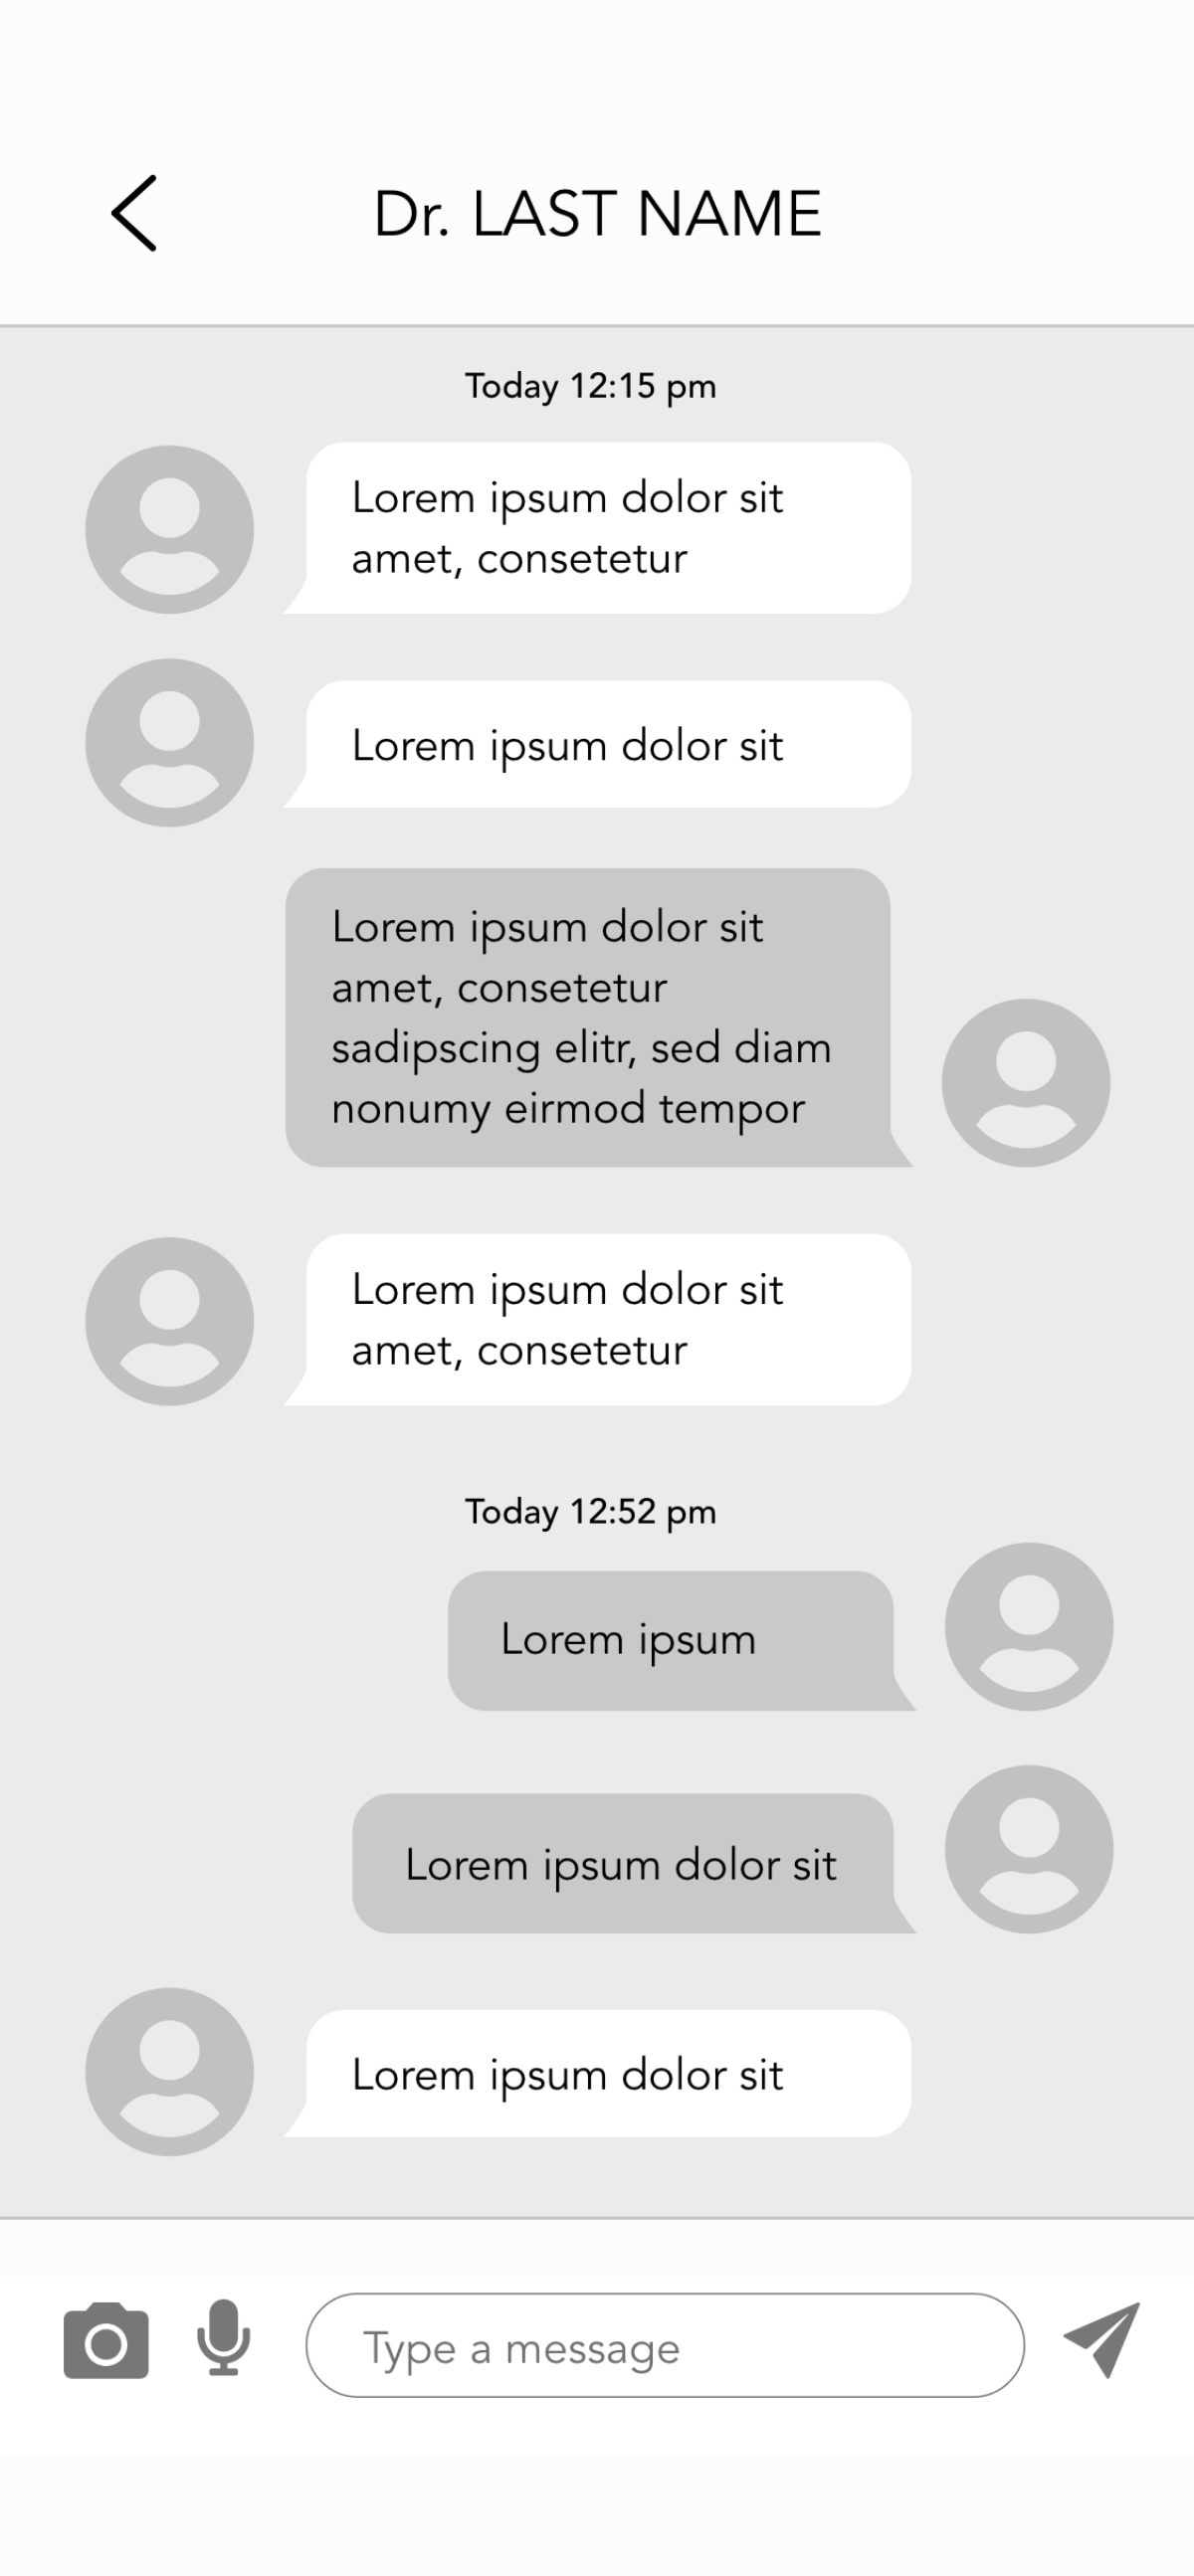 Dr. LAST NAME
Today 12:15 pm
Lorem ipsum dolor sit
amet, consetetur
Lorem ipsum dolor sit
Lorem ipsum dolor sit
amet, consetetur
sadipscing elitr, sed diam
nonumy eirmod tempor
Lorem ipsum dolor sit
amet, consetetur
Today 12:52 pm
Lorem ipsum
Lorem ipsum dolor sit
Lorem ipsum dolor sit
Type a message